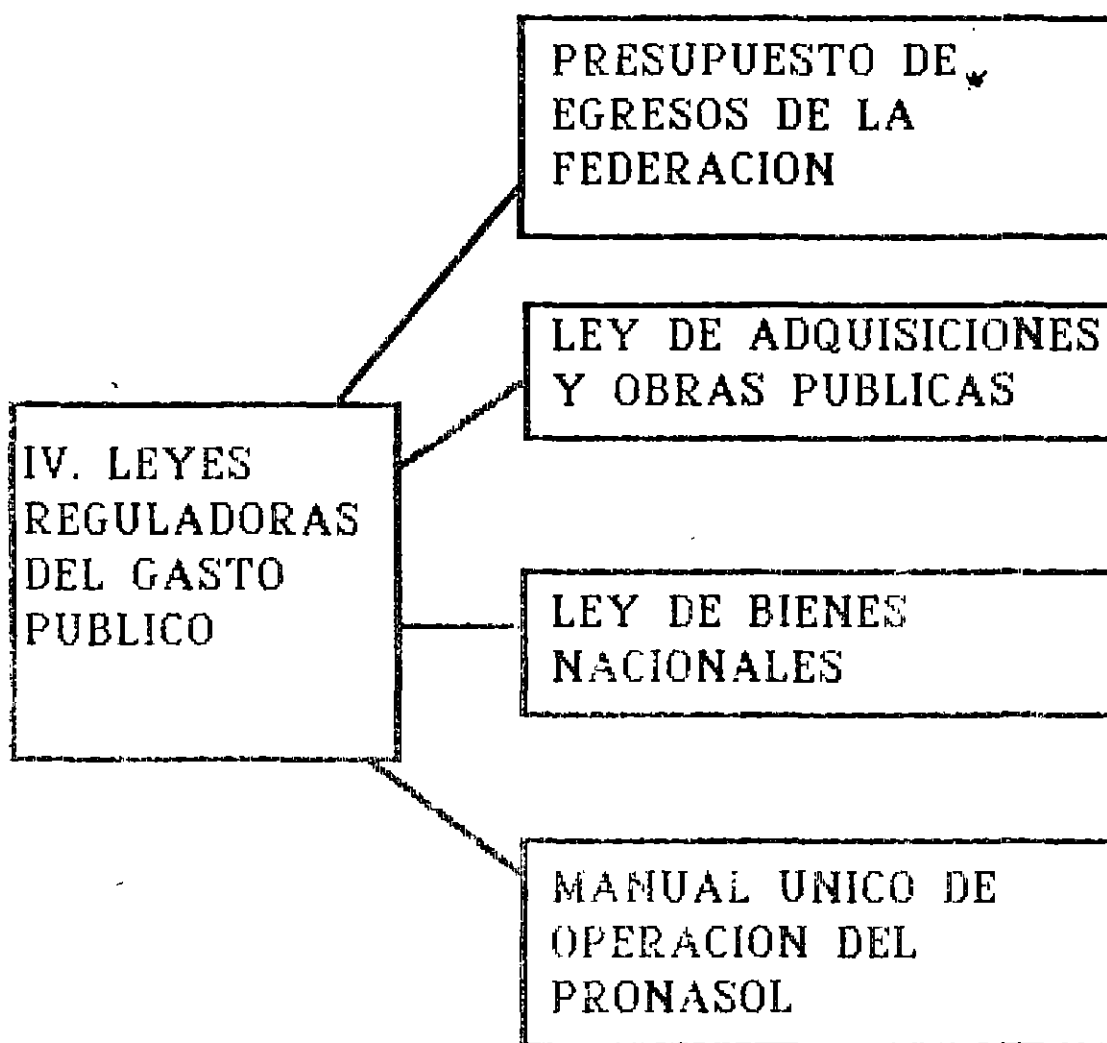 PRESUPUESTO DE
EGRESOS DE LA
FEDERACION
LEY DE ADQUISICIONES
Y OBRAS PUBLICAS
IV. LEYES
REGULADORAS
DEL GASTO
PUBLICO
LEY DE BIENES
NACIONALES
MANUAL UNICO DE
OPERACION DEL
PRONASOL